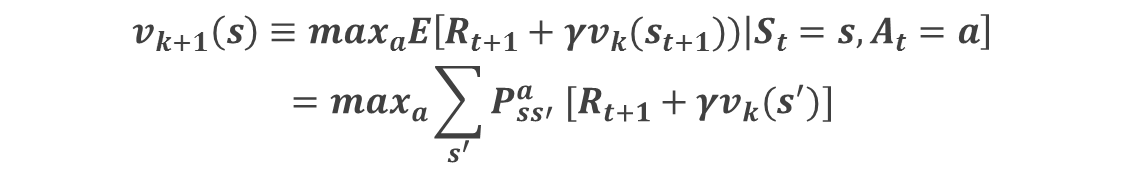 v_{k+1}(s) ≡ max_a E[R_{t+1} + γv_k(s_{t+1}))|S_t = s, A_t = a]
= max_a ∑_{s′} P^a_{ss′} [R_{t+1} + γv_k(s′)]